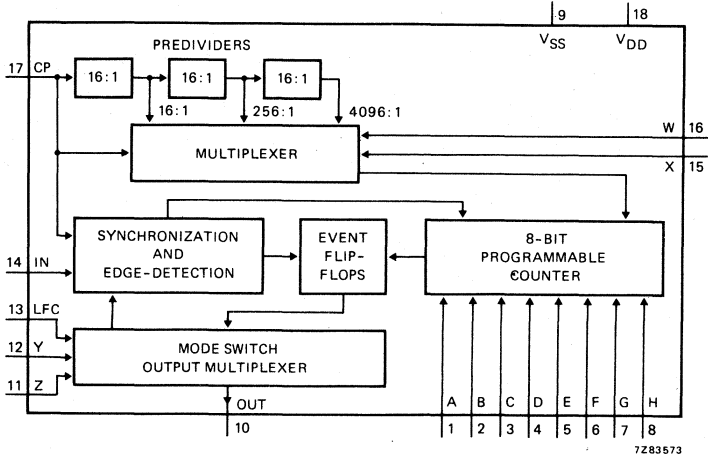 9 18
VSS VDD
PREDIVIDERS
17 CP
16:1 16:1 16:1
16:1 256:1 4096:1
W 16
MULTIPLEXER
X 15
SYNCHRONIZATION
AND
EDGE-DETECTION
EVENT
FLIP-
FLOPS
8-BIT
PROGRAMMABLE
COUNTER
14 IN
13 LFC
12 Y
11 Z
MODE SWITCH
OUTPUT MULTIPLEXER
OUT
10
A B C D E F G H
1 2 3 4 5 6 7 8
7Z83573